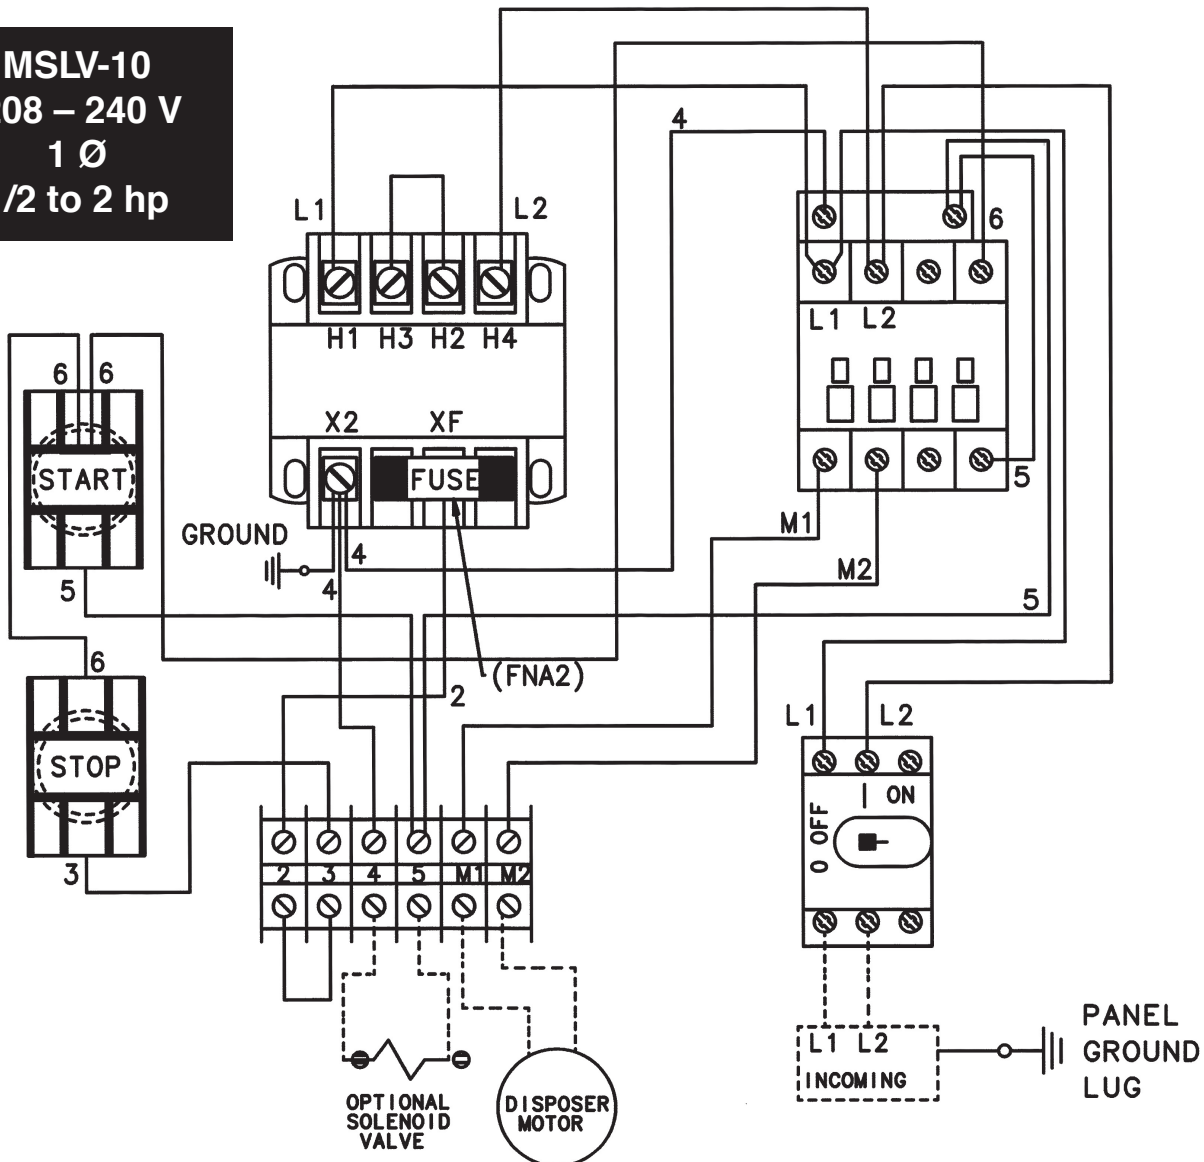 MSLV-10
08 – 240 V
1 Ø
/2 to 2 hp
4
L1
L2
6
H1 H3 H2 H4
L1 L2
6 6
X2 XF
START
FUSE
5
M1
GROUND
4
4
M2
5
5
6
(FNA2)
2
L1 L2
STOP
ON
0 OFF
3
2 3 4 5 M1 M2
PANEL
GROUND
LUG
L1 L2
INCOMING
OPTIONAL
SOLENOID
VALVE
DISPOSER
MOTOR